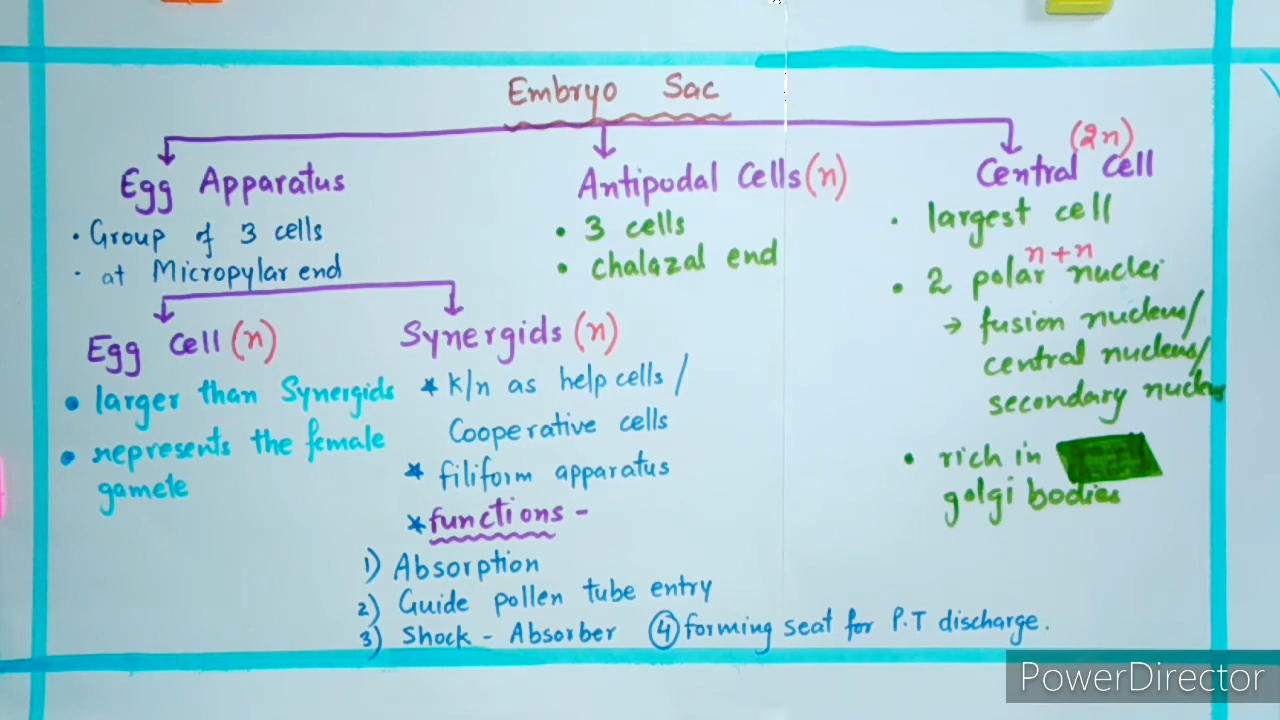 Embryo Sac
Egg Apparatus
• Group of 3 cells
• at Micropylar end
Egg Cell (n)
• larger than Synergids
• represents the female
gamete
Synergids (n)
* k/n as help cells /
Cooperative cells
* filiform apparatus
* functions -
1) Absorption
2) Guide pollen tube entry
3) Shock - Absorber ④ forming seat for P.T discharge.
Antipodal Cells (n)
• 3 cells
• Chalazal end
(2n)
Central Cell
• largest cell
n + n
• 2 polar nuclei
→ fusion nucleus/
central nucleus/
secondary nucleus
• rich in
golgi bodies
PowerDirector